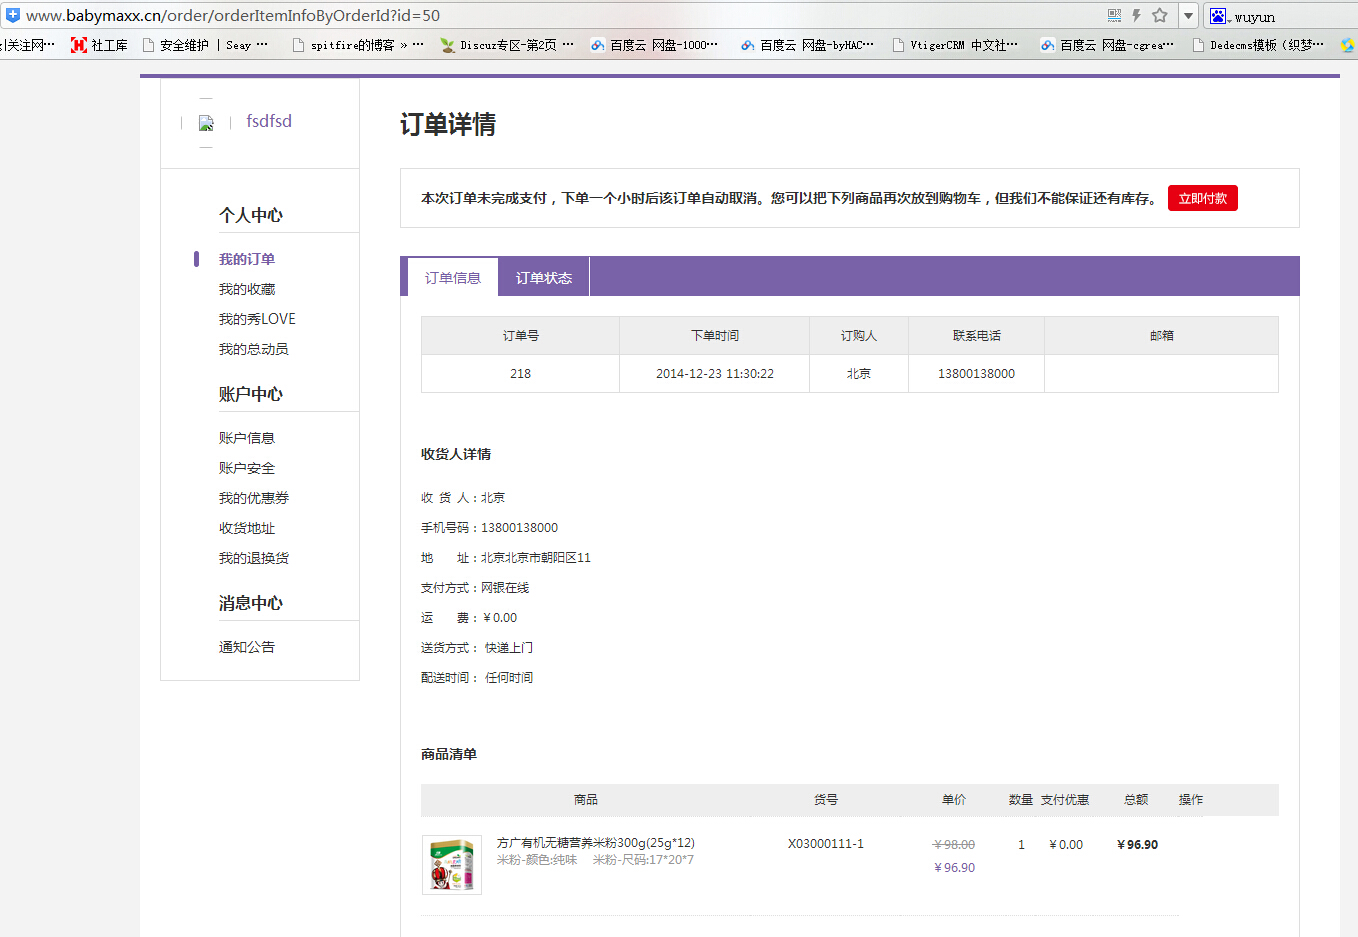 www.babymaxx.cn/order/orderItemInfoByOrderId?id=50
wuyun
关注网…
社工库
安全维护 | Seay …
spitfire的博客 » …
Discuz专区-第2页 …
百度云 网盘-1000…
百度云 网盘-byHAC…
VtigerCRM 中文社…
百度云 网盘-cgrea…
Dedecms模板（织梦…
fsdfsd
个人中心
我的订单
我的收藏
我的秀LOVE
我的总动员
账户中心
账户信息
账户安全
我的优惠券
收货地址
我的退换货
消息中心
通知公告
订单详情
本次订单未完成支付，下单一个小时后该订单自动取消。您可以把下列商品再次放到购物车，但我们不能保证还有库存。 立即付款
订单信息 订单状态
订单号 下单时间 订购人 联系电话 邮箱
218 2014-12-23 11:30:22 北京 13800138000
收货人详情
收 货 人：北京
手机号码：13800138000
地 址：北京北京市朝阳区11
支付方式：网银在线
运 费：￥0.00
送货方式： 快递上门
配送时间： 任何时间
商品清单
商品 货号 单价 数量 支付优惠 总额 操作
方广有机无糖营养米粉300g(25g*12) X03000111-1 ￥98.00 1 ￥0.00 ￥96.90
米粉-颜色:纯味 米粉-尺码:17*20*7
￥96.90